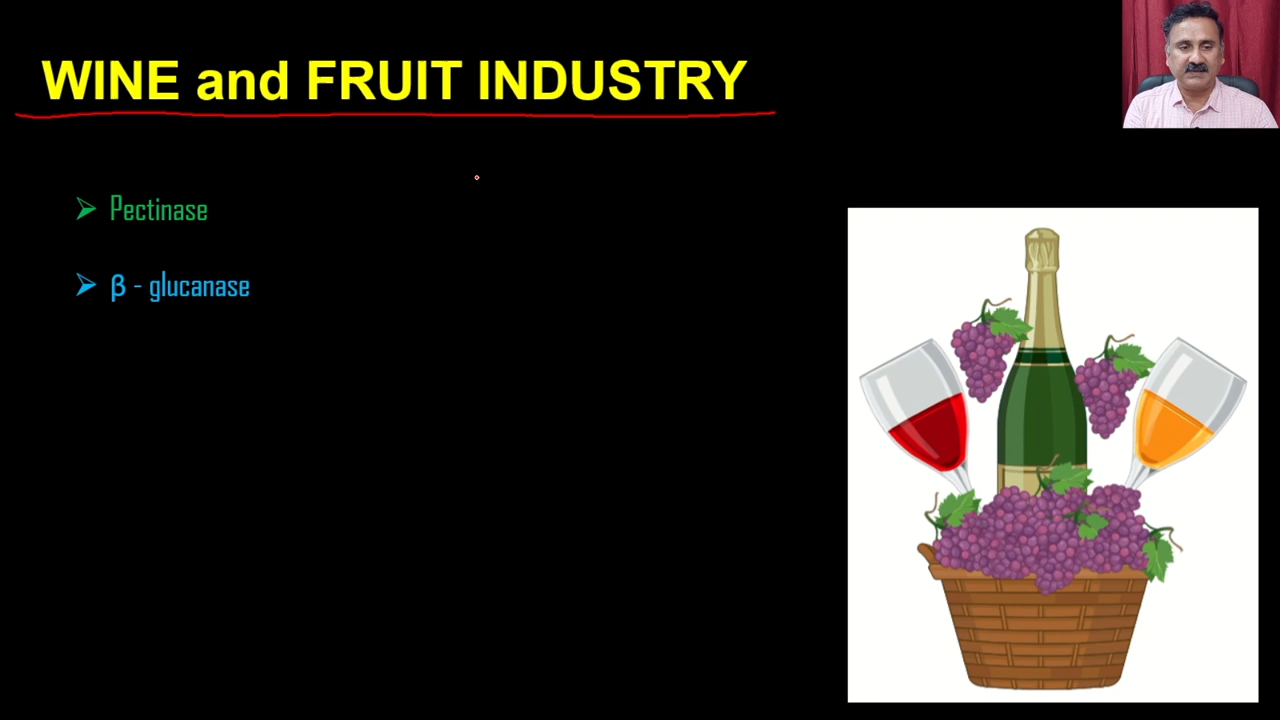 WINE and FRUIT INDUSTRY
➢ Pectinase
➢ β - glucanase